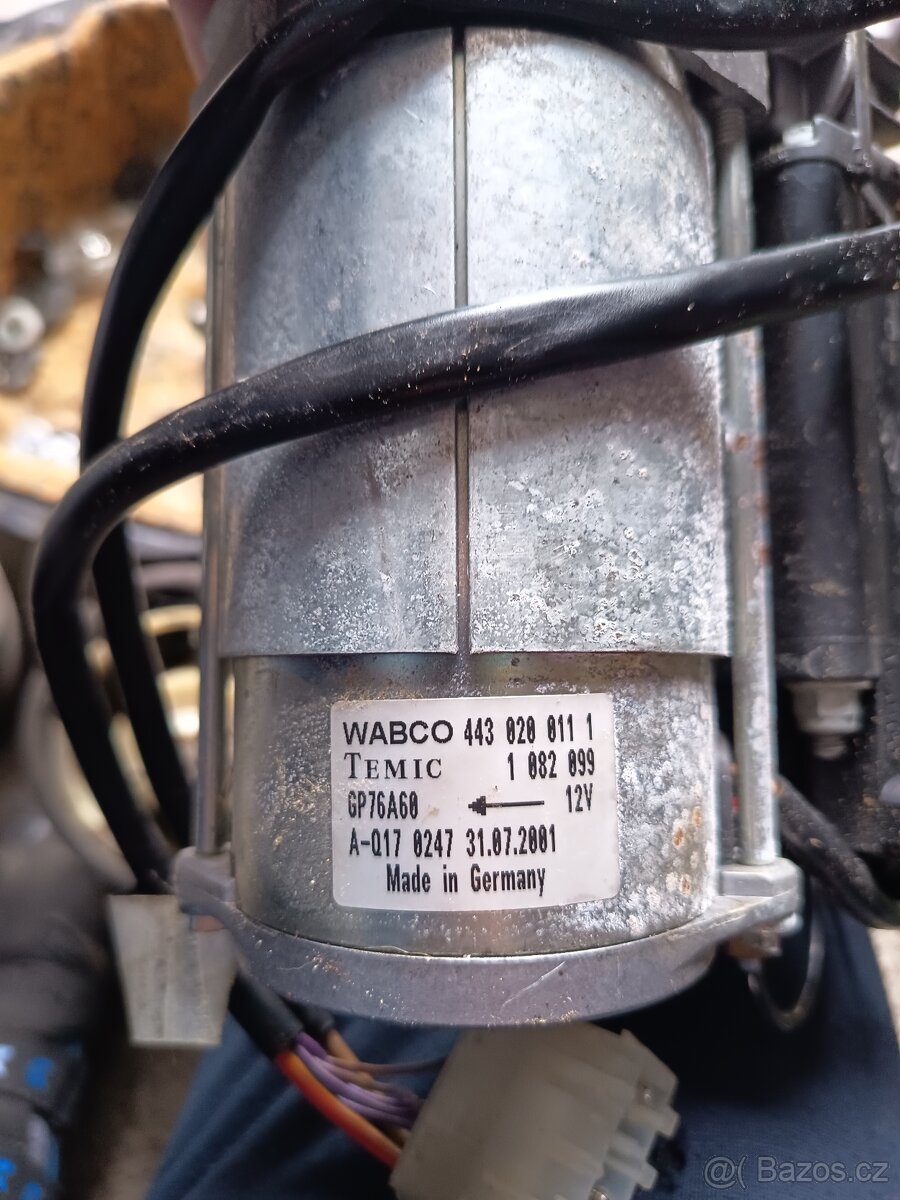 WABCO 443 020 011 1
TEMIC 1 082 099
GP76A60 12V
A-Q17 0247 31.07.2001
Made in Germany
@( Bazos.cz